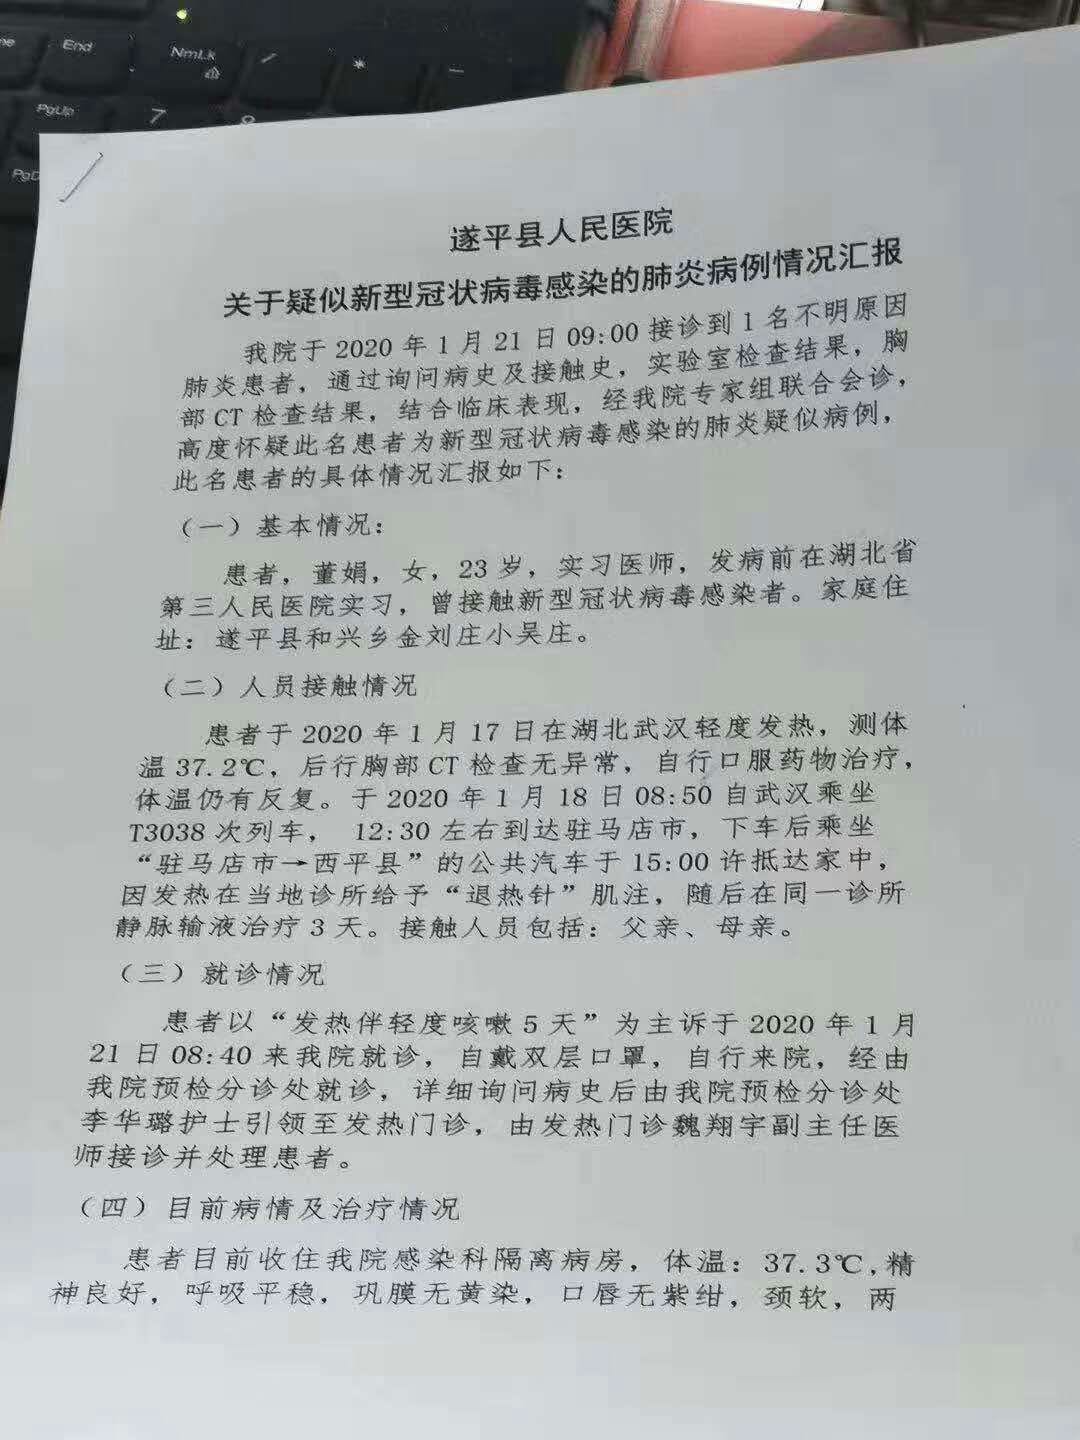 End
NmLk
/
*
-
PgUp
7
遂平县人民医院
关于疑似新型冠状病毒感染的肺炎病例情况汇报
我院于 2020 年 1 月 21 日 09:00 接诊到 1 名不明原因
肺炎患者，通过询问病史及接触史，实验室检查结果，胸
部 CT 检查结果，结合临床表现，经我院专家组联合会诊，
高度怀疑此名患者为新型冠状病毒感染的肺炎疑似病例，
此名患者的具体情况汇报如下：
（一）基本情况：
患者，董娟，女，23 岁，实习医师，发病前在湖北省
第三人民医院实习，曾接触新型冠状病毒感染者。家庭住
址：遂平县和兴乡金刘庄小吴庄。
（二）人员接触情况
患者于 2020 年 1 月 17 日在湖北武汉轻度发热，测体
温 37.2℃，后行胸部 CT 检查无异常，自行口服药物治疗，
体温仍有反复。于 2020 年 1 月 18 日 08:50 自武汉乘坐
T3038 次列车， 12:30 左右到达驻马店市，下车后乘坐
“驻马店市→西平县”的公共汽车于 15:00 许抵达家中，
因发热在当地诊所给予“退热针”肌注，随后在同一诊所
静脉输液治疗 3 天。接触人员包括：父亲、母亲。
（三）就诊情况
患者以“发热伴轻度咳嗽 5 天”为主诉于 2020 年 1 月
21 日 08:40 来我院就诊，自戴双层口罩，自行来院，经由
我院预检分诊处就诊，详细询问病史后由我院预检分诊处
李华璐护士引领至发热门诊，由发热门诊魏翔宇副主任医
师接诊并处理患者。
（四）目前病情及治疗情况
患者目前收住我院感染科隔离病房，体温：37.3℃,精
神良好，呼吸平稳，巩膜无黄染，口唇无紫绀，颈软，两